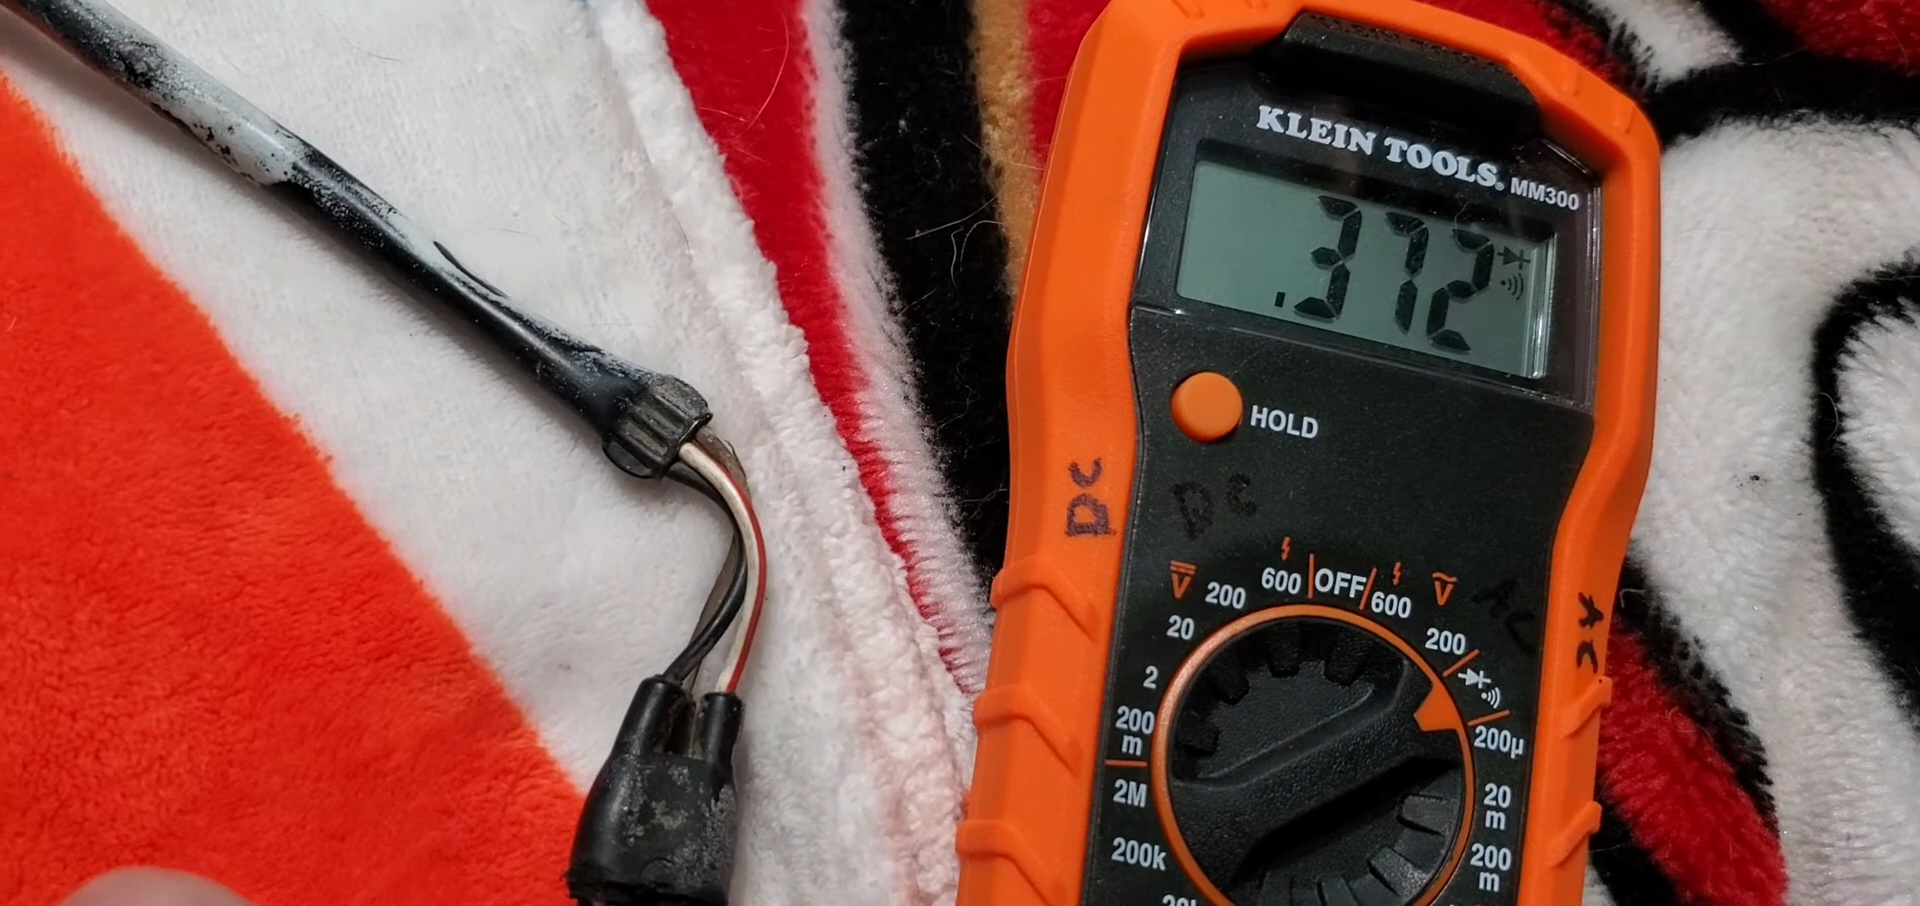 KLEIN TOOLS® MM300
.372
HOLD
DC
DC
V 200 600 OFF 600 V
20 200
2
200 m 200µ
2M 20 m
200k 200 m
AC
AC